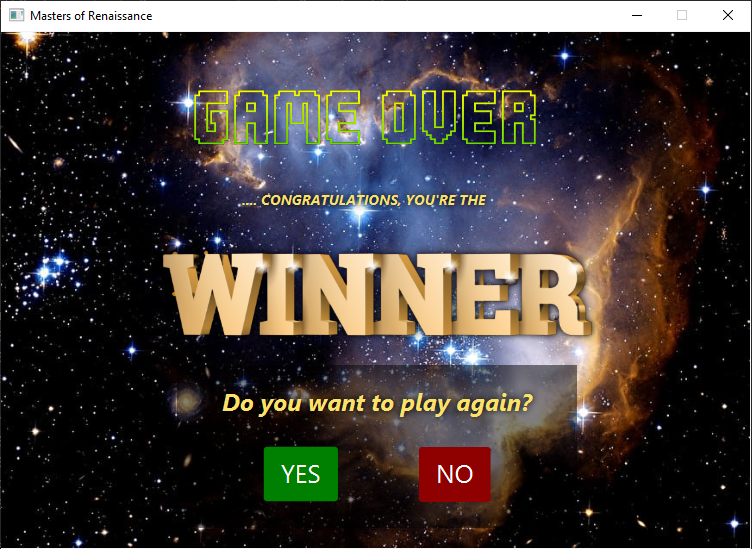 Masters of Renaissance
GAME OVER
.... CONGRATULATIONS, YOU'RE THE
WINNER
Do you want to play again?
YES NO